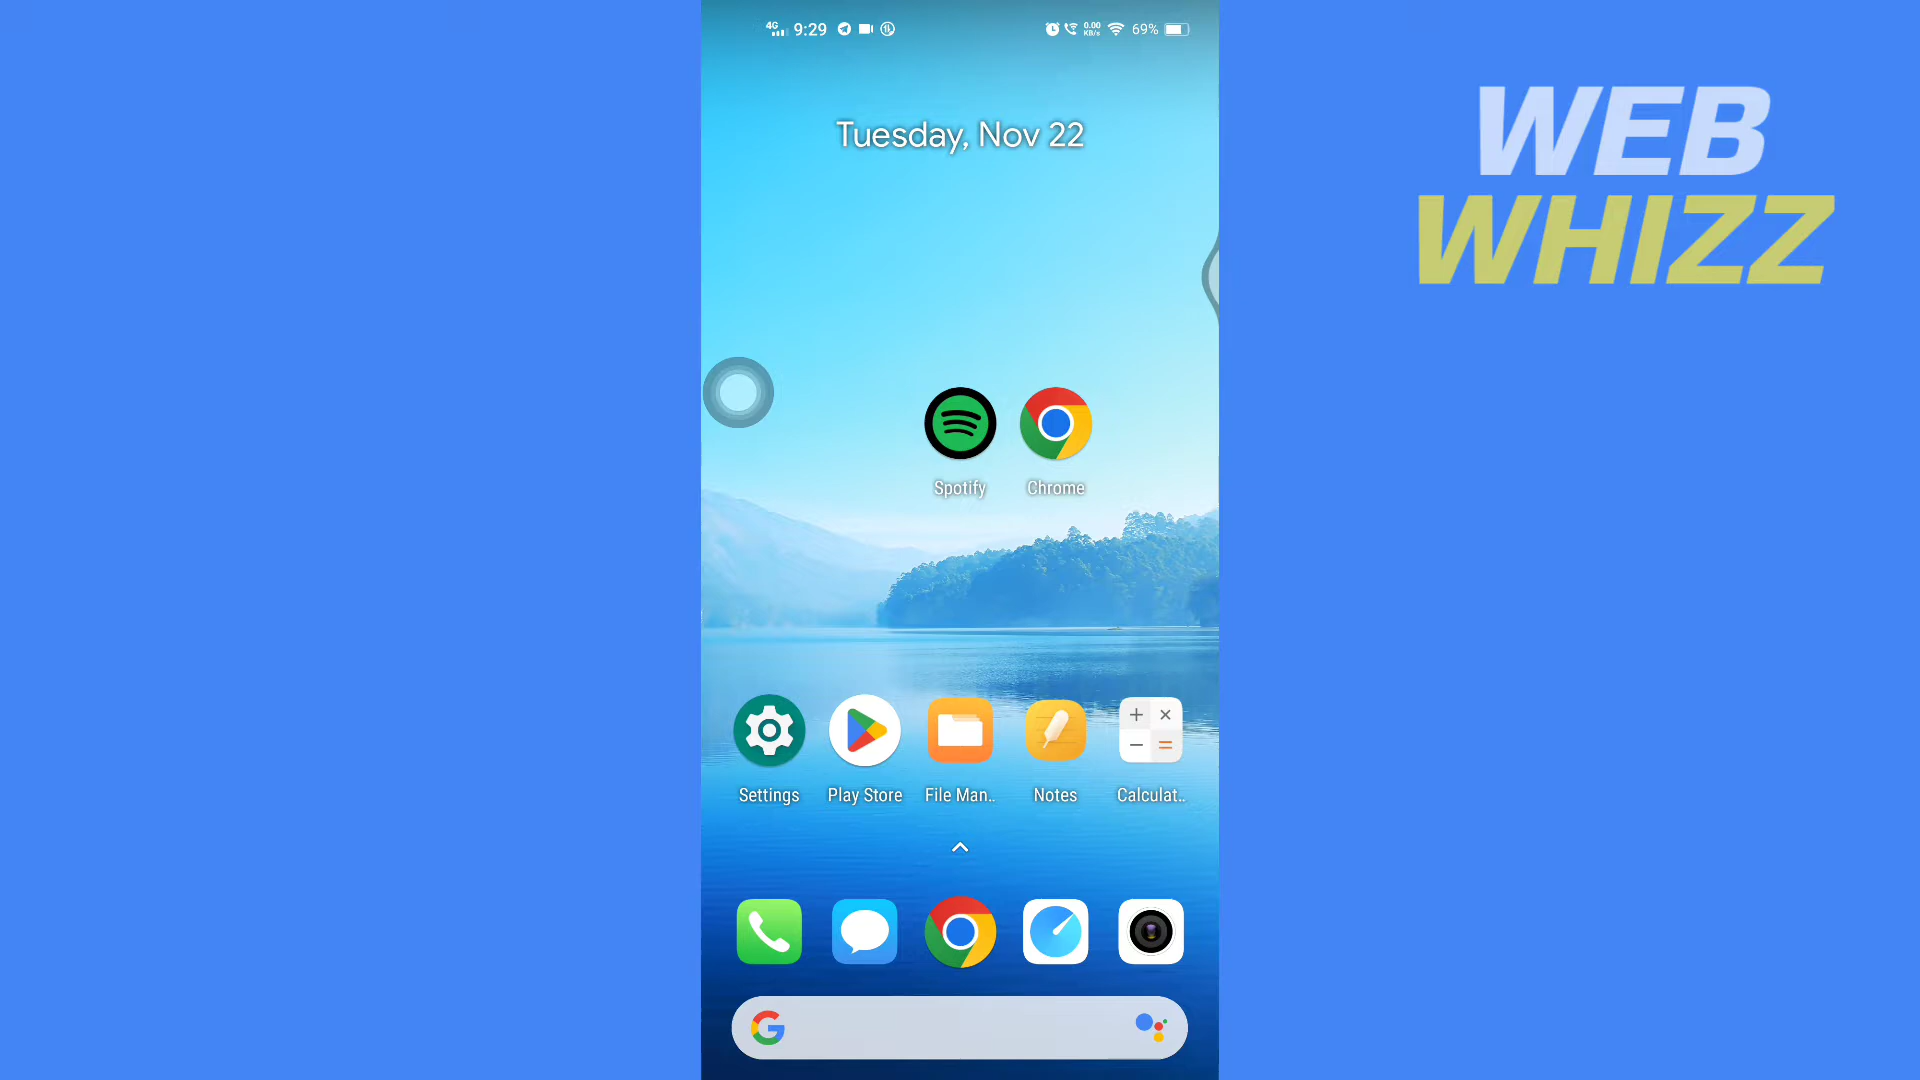 4G 9:29 0.00 KB/s 69%
WEB
WHIZZ
Tuesday, Nov 22
Spotify Chrome
Settings Play Store File Man.. Notes Calculat..